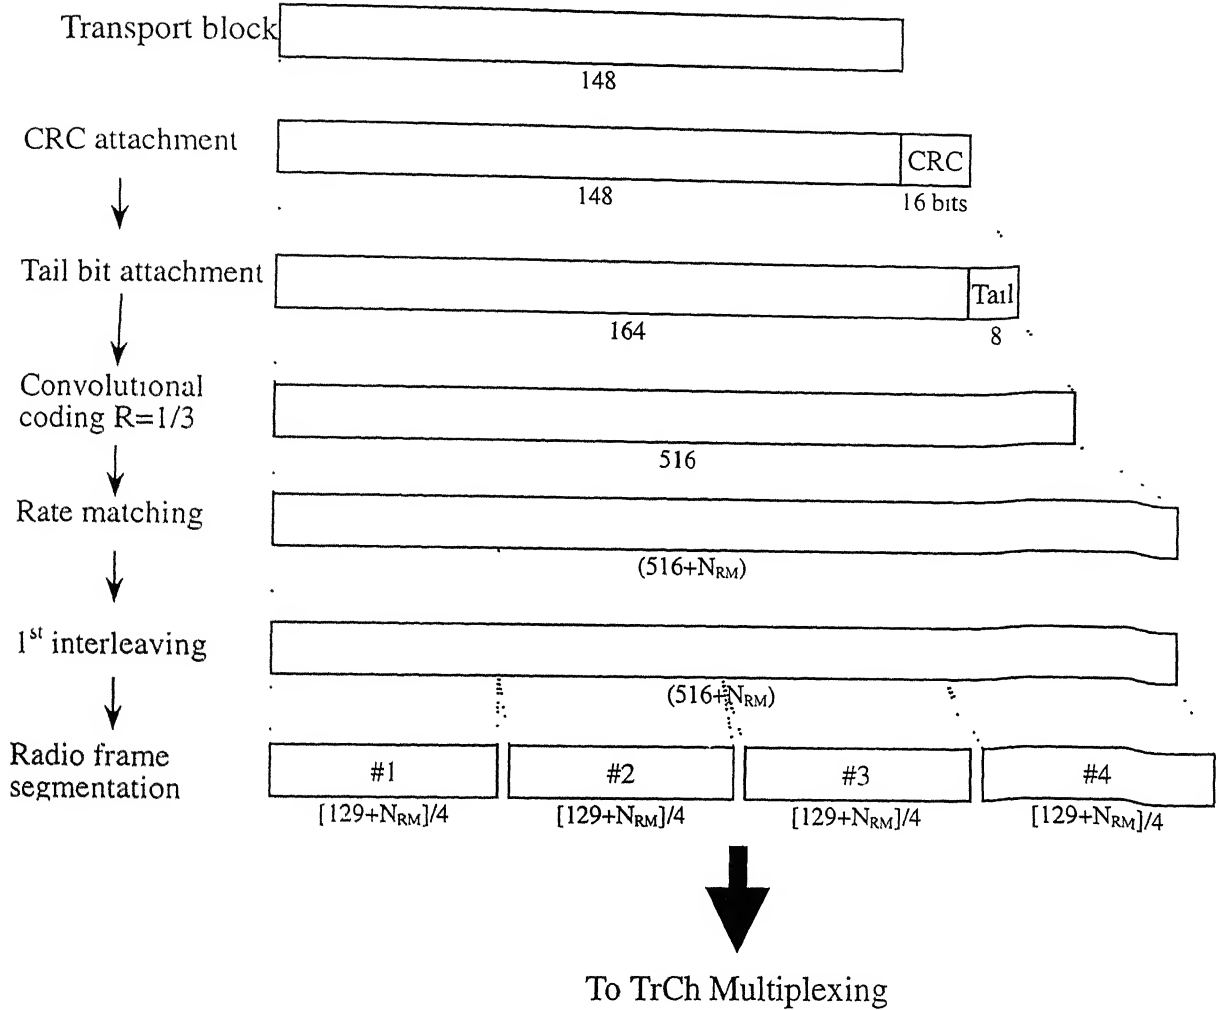 Transport block
148
CRC attachment
CRC
148
16 bits
Tail bit attachment
Tail
164
8
Convolutional
coding R=1/3
516
Rate matching
(516+NRM)
1st interleaving
(516+NRM)
Radio frame
segmentation
#1
#2
#3
#4
[129+NRM]/4
[129+NRM]/4
[129+NRM]/4
[129+NRM]/4
To TrCh Multiplexing